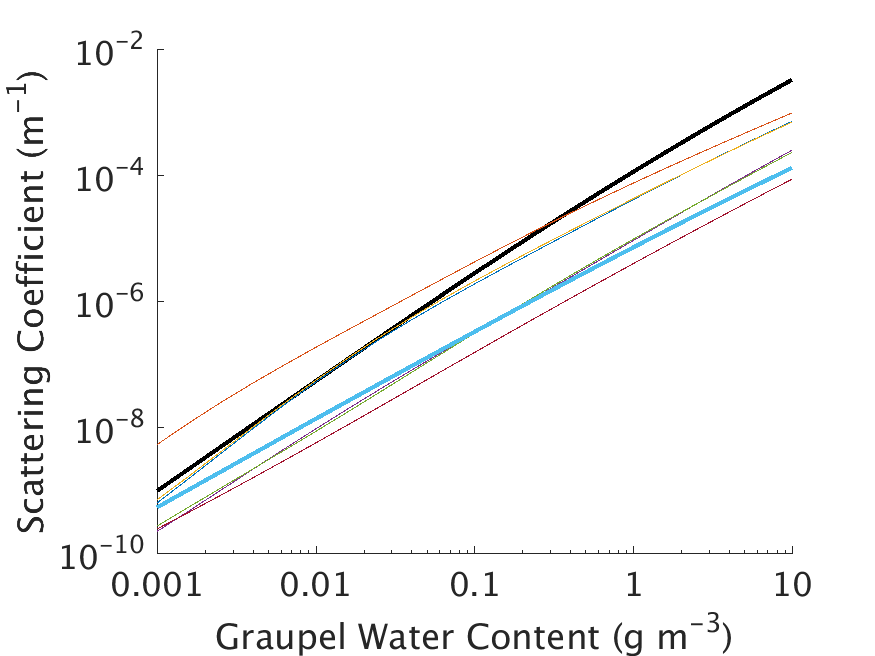 Scattering Coefficient (m⁻¹)
10⁻²
10⁻⁴
10⁻⁶
10⁻⁸
10⁻¹⁰
0.001 0.01 0.1 1 10
Graupel Water Content (g m⁻³)